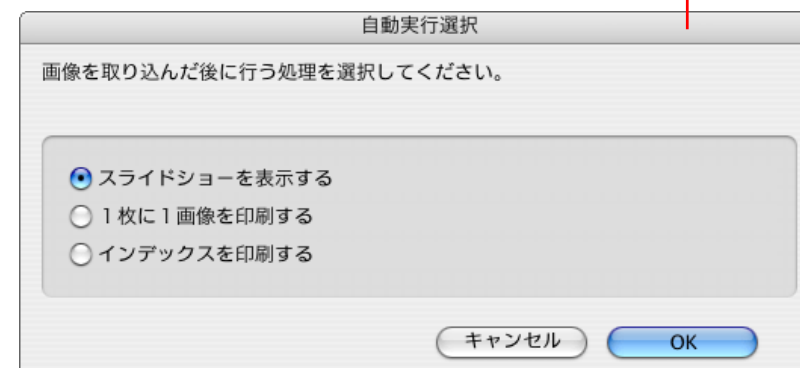 自動実行選択
画像を取り込んだ後に行う処理を選択してください。
スライドショーを表示する
1枚に1画像を印刷する
インデックスを印刷する
キャンセル OK